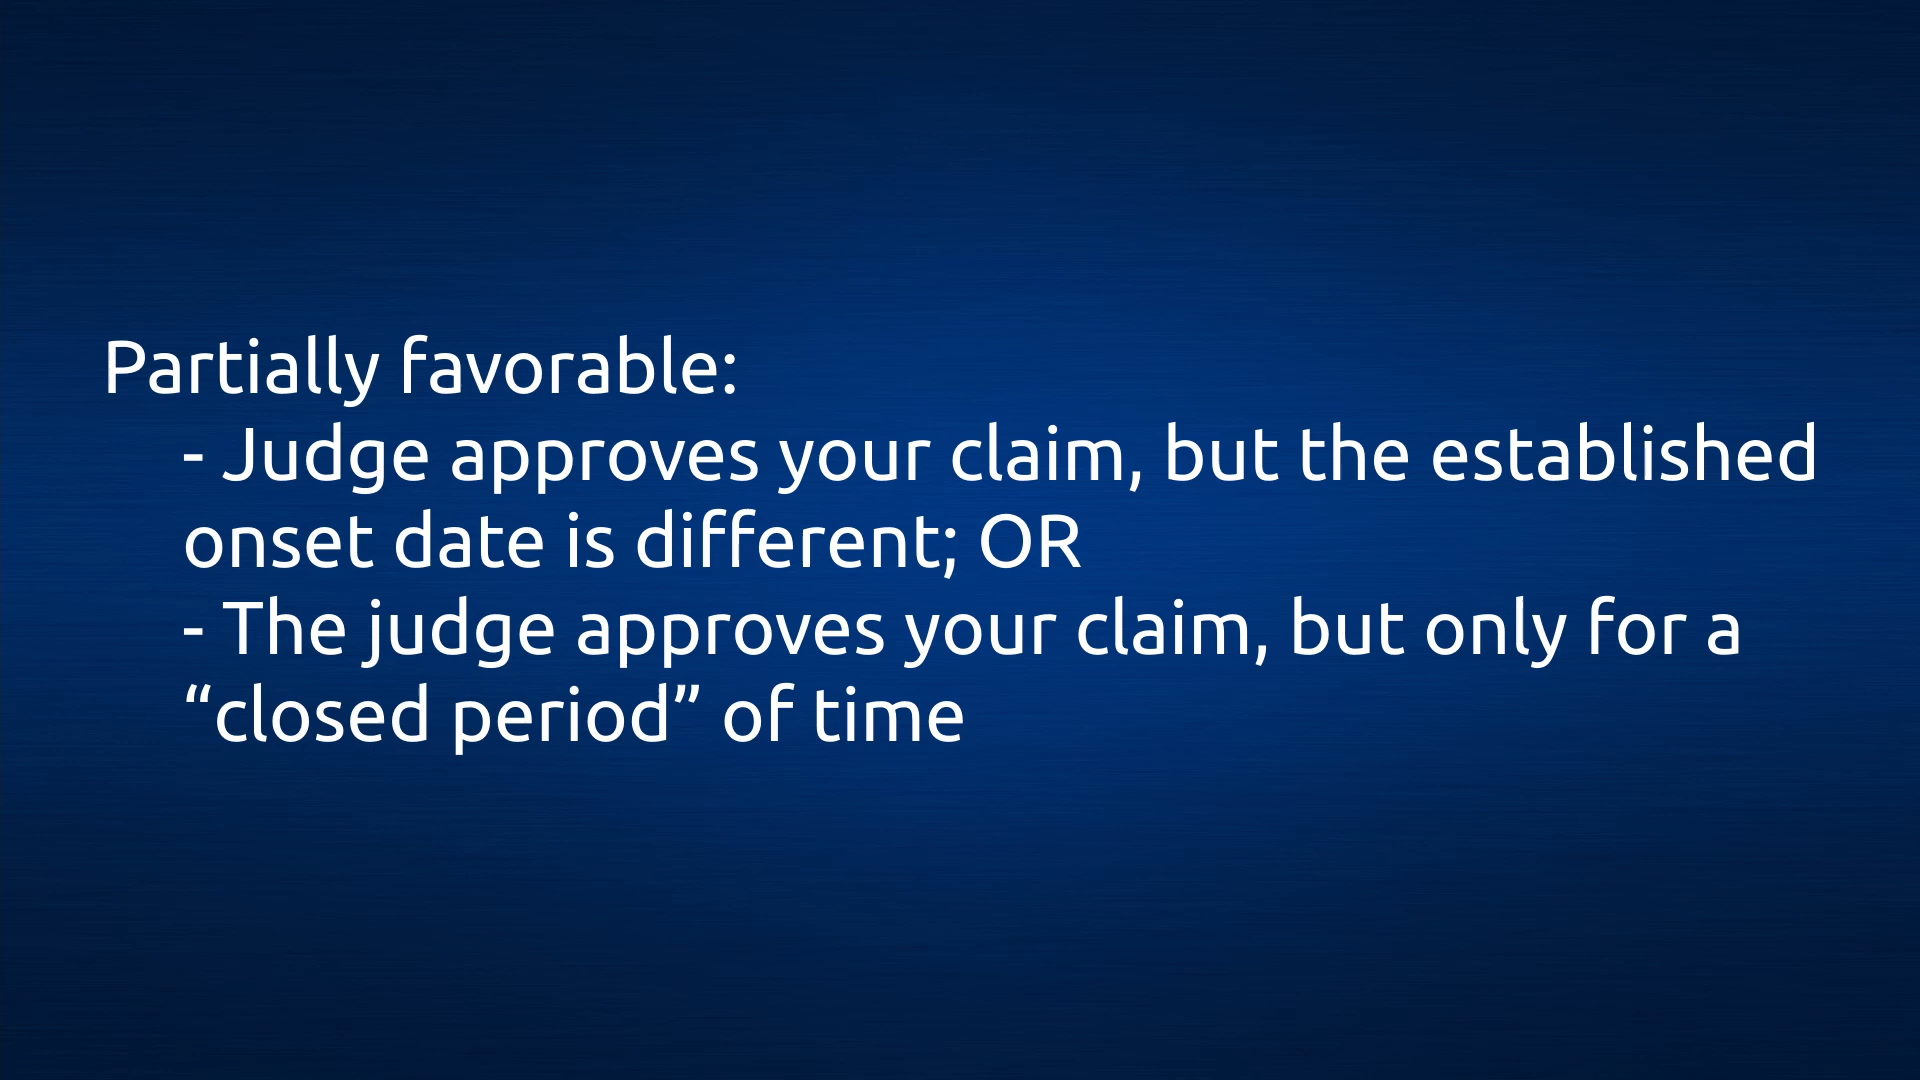 Partially favorable:
- Judge approves your claim, but the established
onset date is different; OR
- The judge approves your claim, but only for a
“closed period” of time